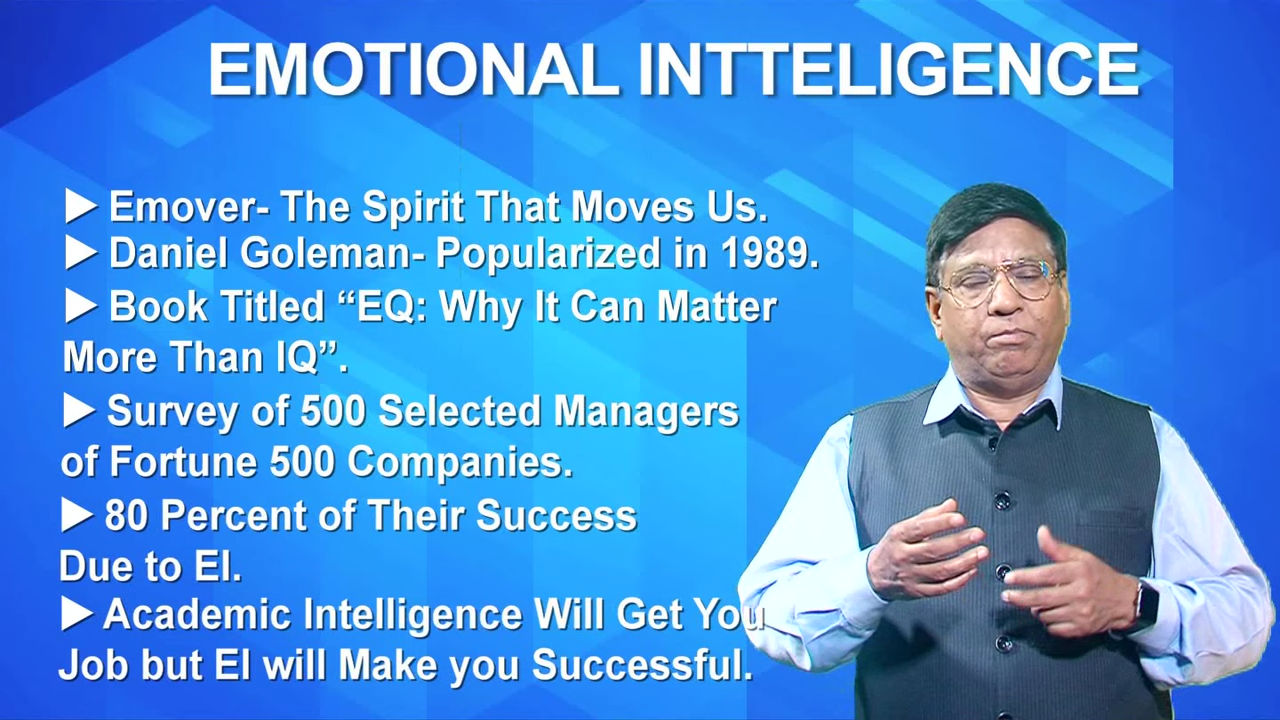 EMOTIONAL INTTELIGENCE
▶ Emover- The Spirit That Moves Us.
▶ Daniel Goleman- Popularized in 1989.
▶ Book Titled “EQ: Why It Can Matter
More Than IQ”.
▶ Survey of 500 Selected Managers
of Fortune 500 Companies.
▶ 80 Percent of Their Success
Due to EI.
▶ Academic Intelligence Will Get You
Job but EI will Make you Successful.